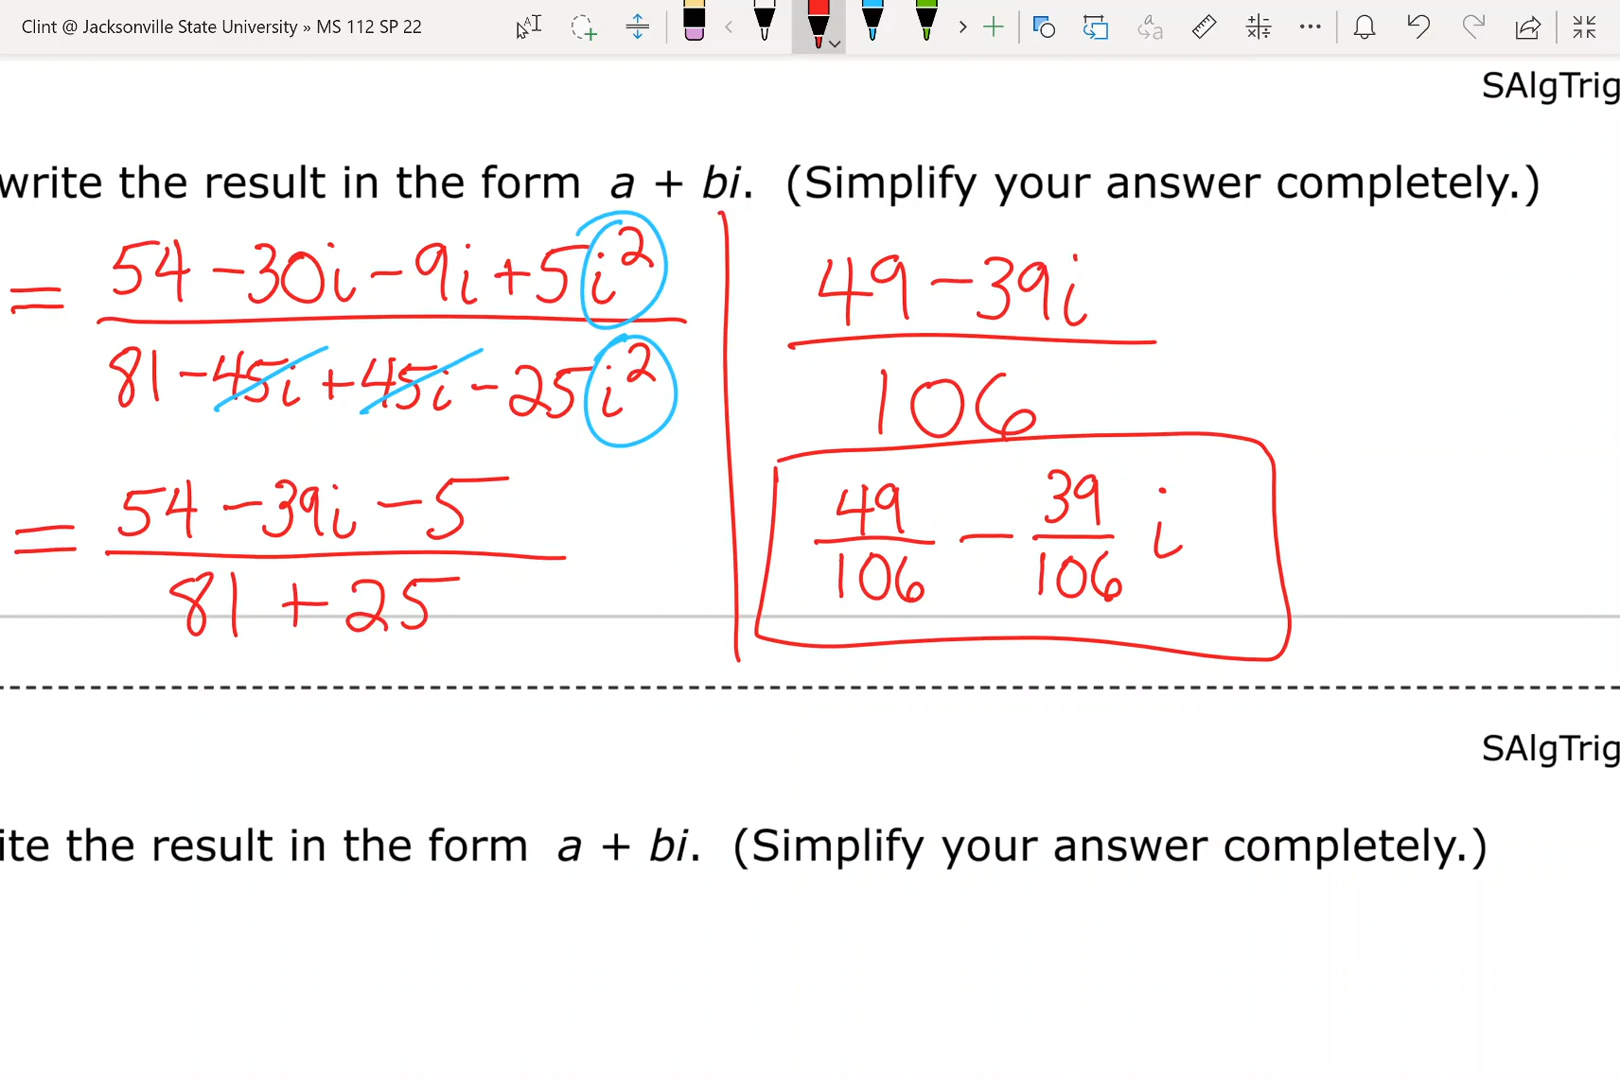 Clint @ Jacksonville State University » MS 112 SP 22
SAlgTrig
write the result in the form a + bi. (Simplify your answer completely.)
= 54 - 30i - 9i + 5i²
81 - 45i + 45i - 25i²
= 54 - 39i - 5
81 + 25
49 - 39i
106
49/106 - 39/106 i
SAlgTrig
ite the result in the form a + bi. (Simplify your answer completely.)